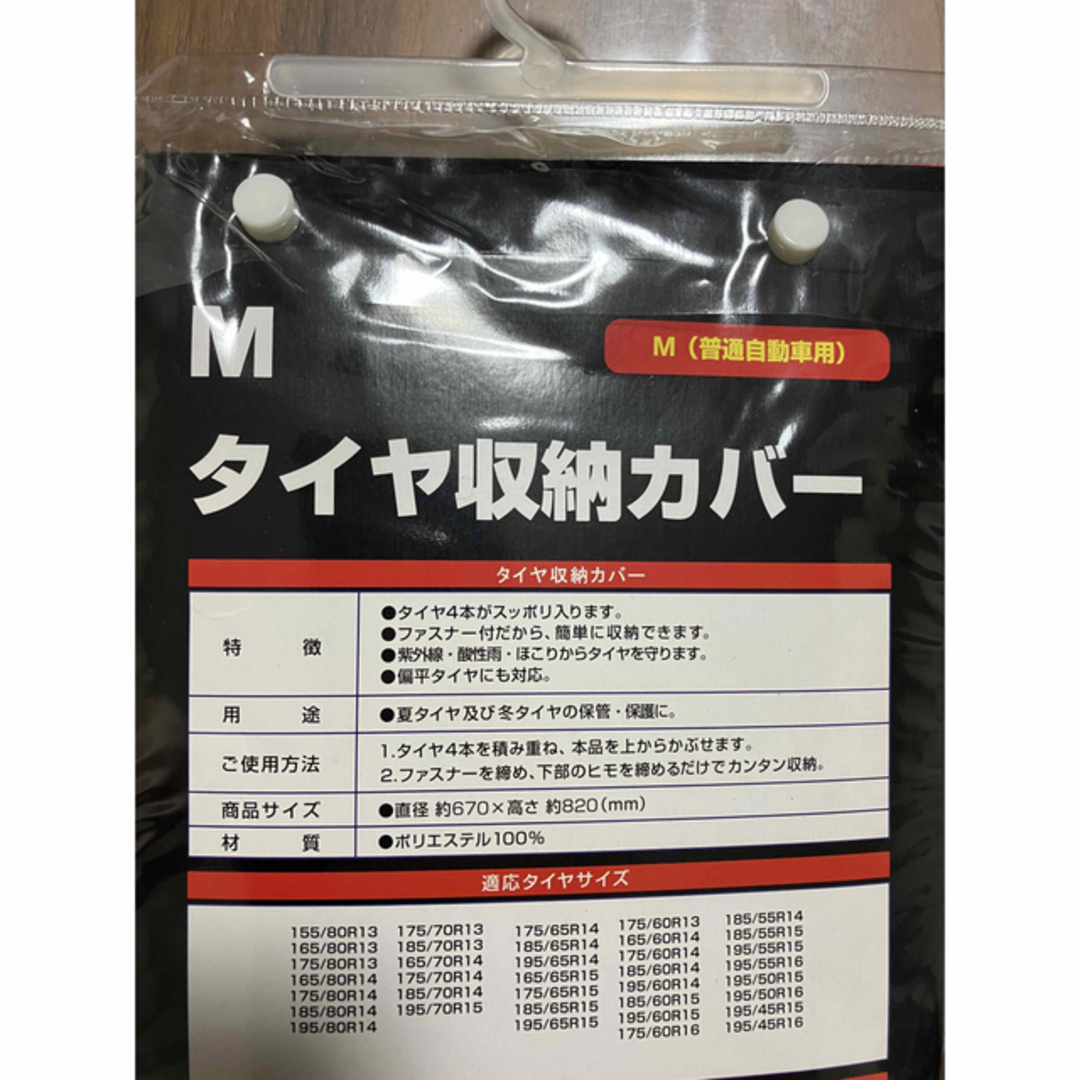 M
M（普通自動車用）
タイヤ収納カバー
タイヤ収納カバー
特 徴
●タイヤ4本がスッポリ入ります。
●ファスナー付だから、簡単に収納できます。
●紫外線・酸性雨・ほこりからタイヤを守ります。
●偏平タイヤにも対応。
用 途
●夏タイヤ及び冬タイヤの保管・保護に。
ご使用方法
1.タイヤ4本を積み重ね、本品を上からかぶせます。
2.ファスナーを締め、下部のヒモを締めるだけでカンタン収納。
商品サイズ
●直径 約670×高さ 約820（mm）
材 質
●ポリエステル100%
適応タイヤサイズ
155/80R13
165/80R13
175/80R13
165/80R14
175/80R14
185/80R14
195/80R14
175/70R13
185/70R13
165/70R14
175/70R14
185/70R14
195/70R15
175/65R14
185/65R14
195/65R14
165/65R15
175/65R15
185/65R15
195/65R15
175/60R13
165/60R14
175/60R14
185/60R14
195/60R14
185/60R15
195/60R15
175/60R16
185/55R14
185/55R15
195/55R15
195/55R16
195/50R15
195/50R16
195/45R15
195/45R16